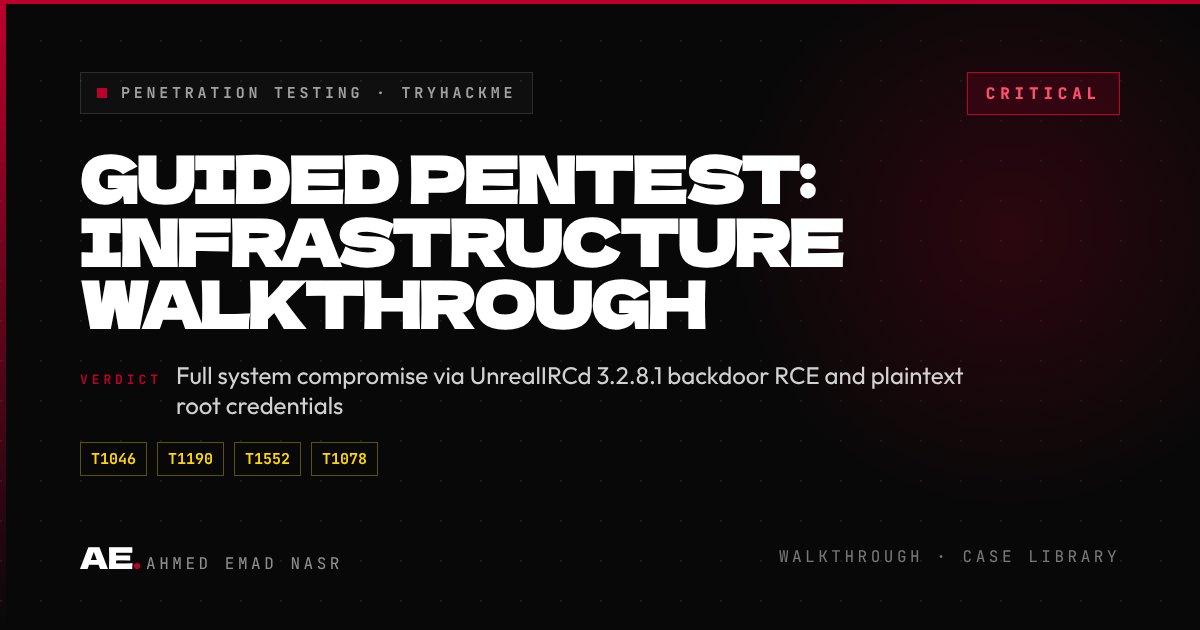 PENETRATION TESTING · TRYHACKME
CRITICAL
GUIDED PENTEST:
INFRASTRUCTURE
WALKTHROUGH
VERDICT
Full system compromise via UnrealIRCd 3.2.8.1 backdoor RCE and plaintext
root credentials
T1046 T1190 T1552 T1078
AE. AHMED EMAD NASR
WALKTHROUGH · CASE LIBRARY